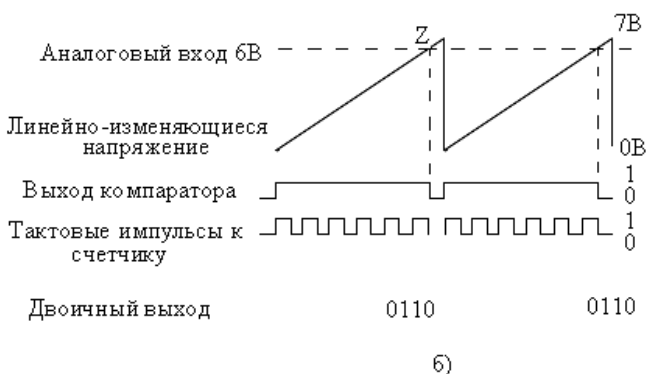 7В
Z
Аналоговый вход 6В
Линейно-изменяющиеся
напряжение
0В
Выход компаратора
1
0
Тактовые импульсы к
счетчику
1
0
Двоичный выход
0110
0110
б)